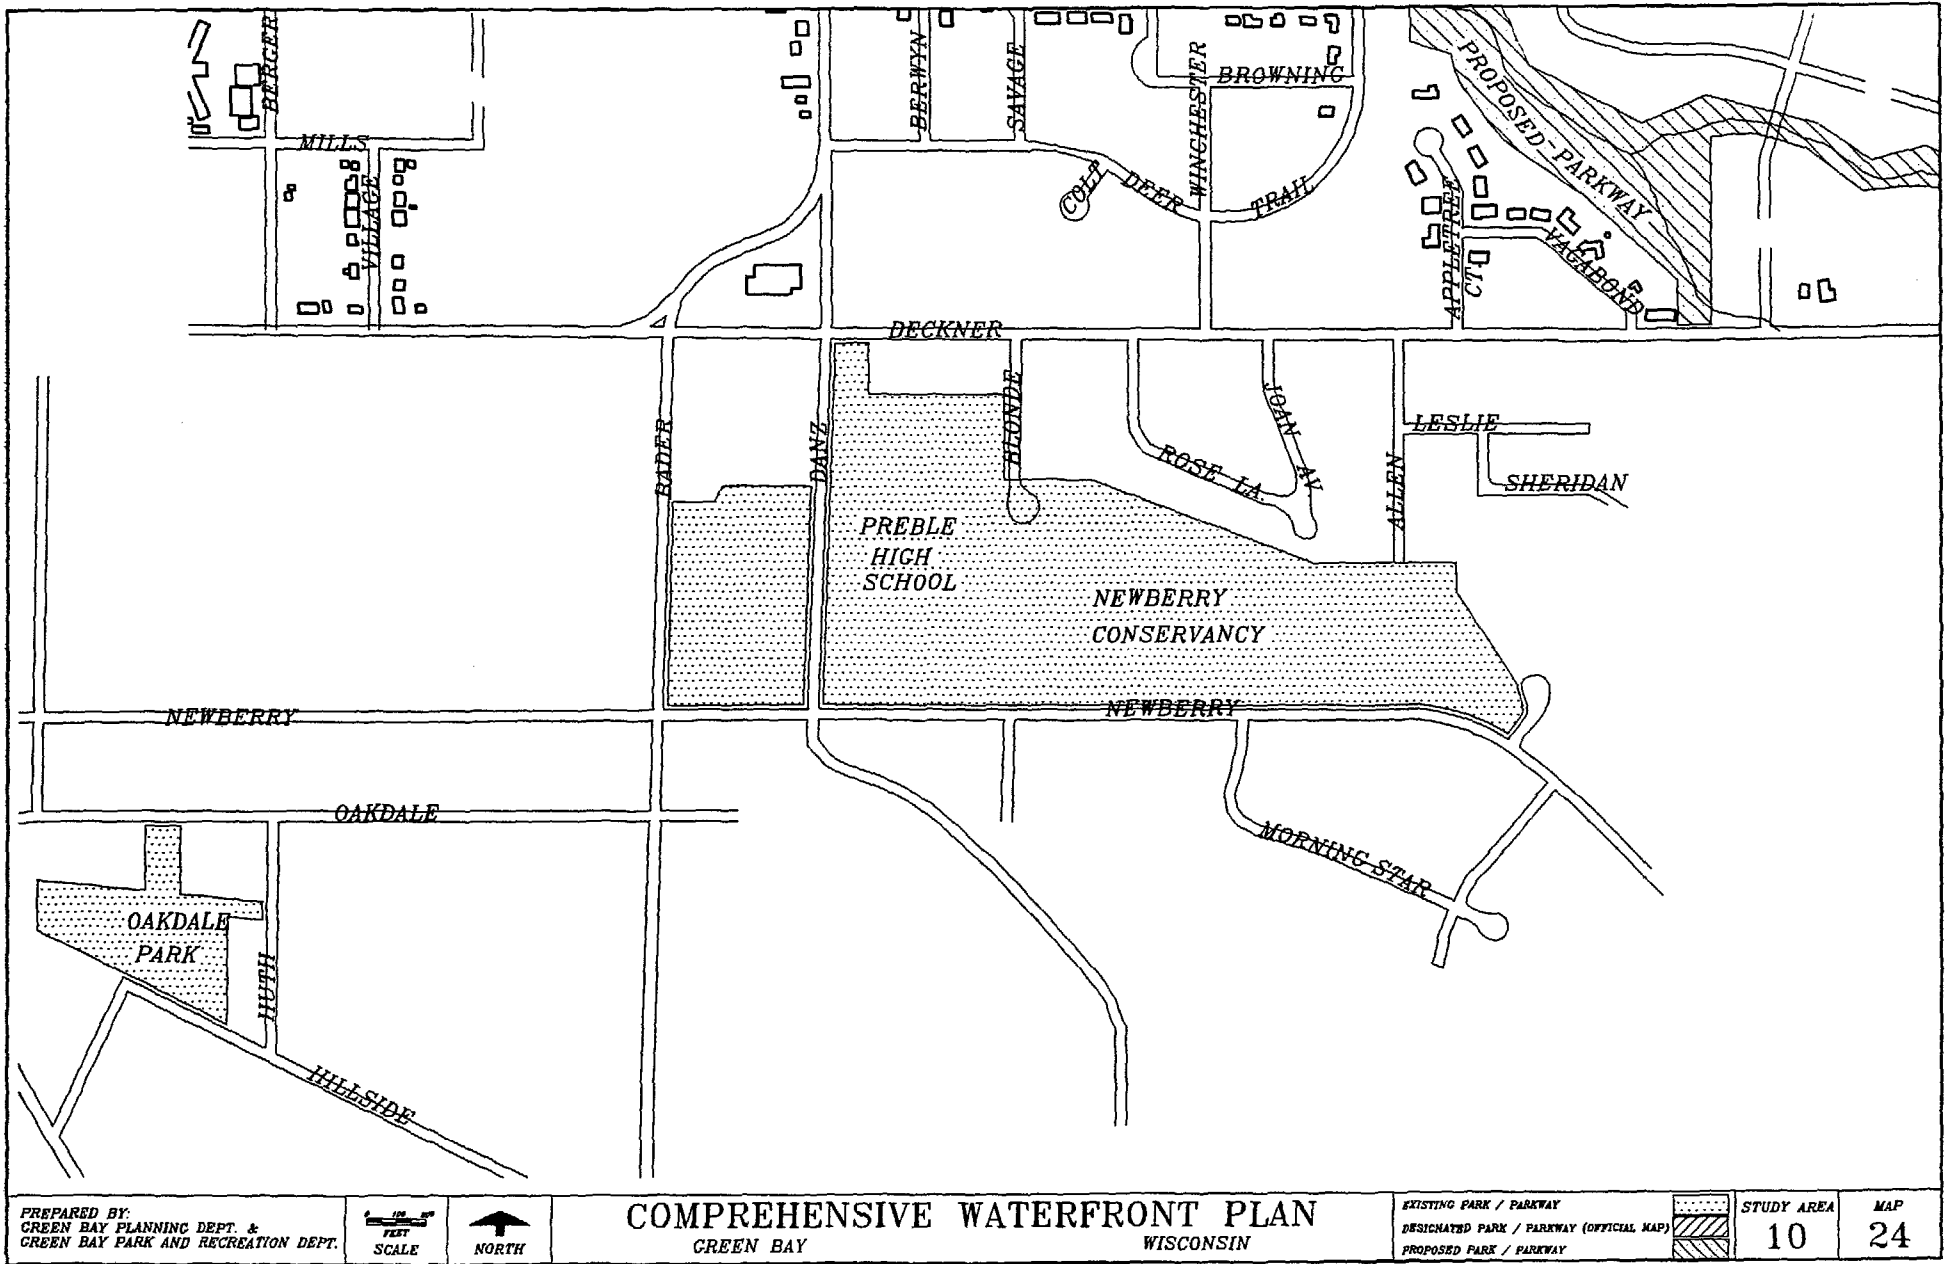 BERGER
MILLS
VILLAGE
BERWYN
SAVAGE
WINCHESTER
BROWNING
COLT
DEER TRAIL
PROPOSED-PARKWAY
APPLETREE
CT.
VAGABOND
DECKNER
BADER
DANZ
BLONDE
ROSE LA.
JOAN AV
ALLEN
LESLIE
SHERIDAN
PREBLE
HIGH
SCHOOL
NEWBERRY
CONSERVANCY
NEWBERRY
NEWBERRY
OAKDALE
MORNING STAR
OAKDALE
PARK
HUTH
HILLSIDE
PREPARED BY:
GREEN BAY PLANNING DEPT. &
GREEN BAY PARK AND RECREATION DEPT.
FEET
SCALE
NORTH
COMPREHENSIVE WATERFRONT PLAN
GREEN BAY WISCONSIN
EXISTING PARK / PARKWAY
DESIGNATED PARK / PARKWAY (OFFICIAL MAP)
PROPOSED PARK / PARKWAY
STUDY AREA
10
MAP
24